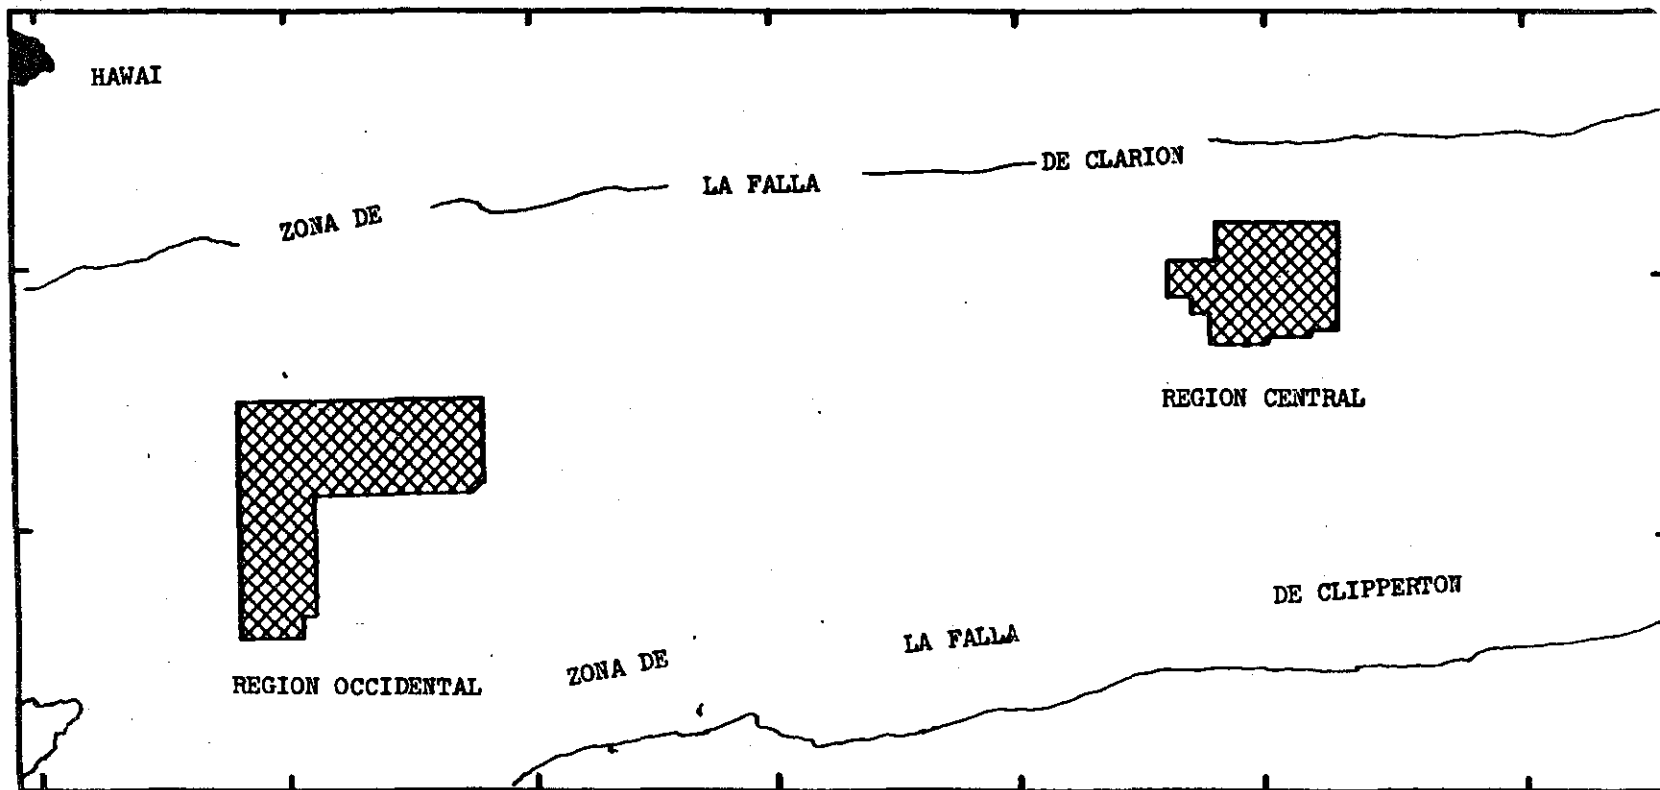 HAWAI
ZONA DE LA FALLA DE CLARION
REGION CENTRAL
REGION OCCIDENTAL
ZONA DE LA FALLA DE CLIPPERTON